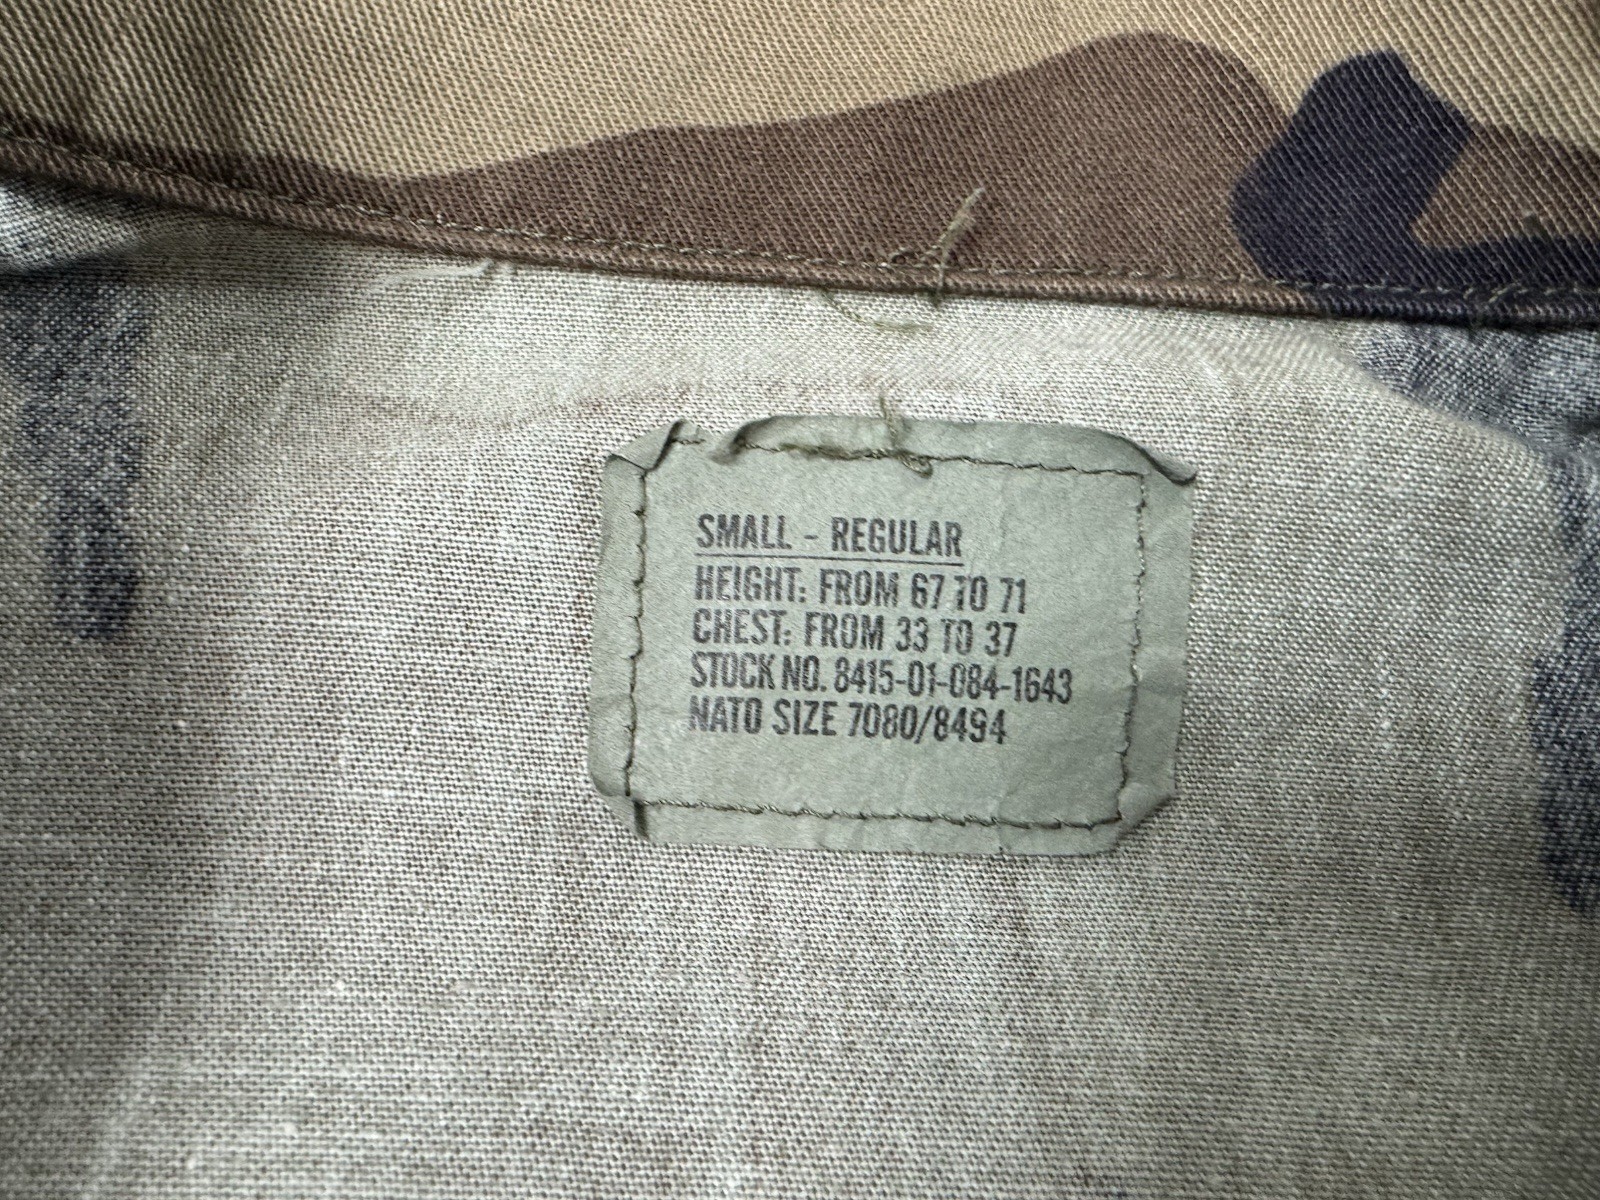 SMALL - REGULAR
HEIGHT: FROM 67 TO 71
CHEST: FROM 33 TO 37
STOCK NO. 8415-01-084-1643
NATO SIZE 7080/8494